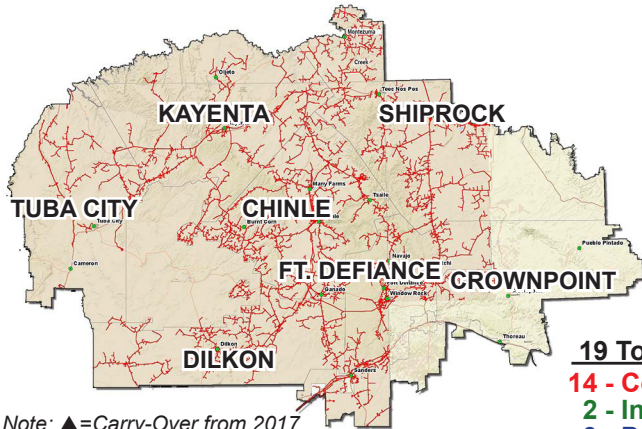 Montezuma
Creek
Oljeto
Teec Nos Pos
KAYENTA
SHIPROCK
Many Farms
Tsaile
TUBA CITY
CHINLE
Tuba City
Burnt Corn
Pueblo Pintado
Navajo
FT. DEFIANCE
Cameron
CROWNPOINT
Ganado
Window Rock
Thoreau
Dilkon
DILKON
Sanders
19 To
14 - C
2 - In
Note: ▲=Carry-Over from 2017